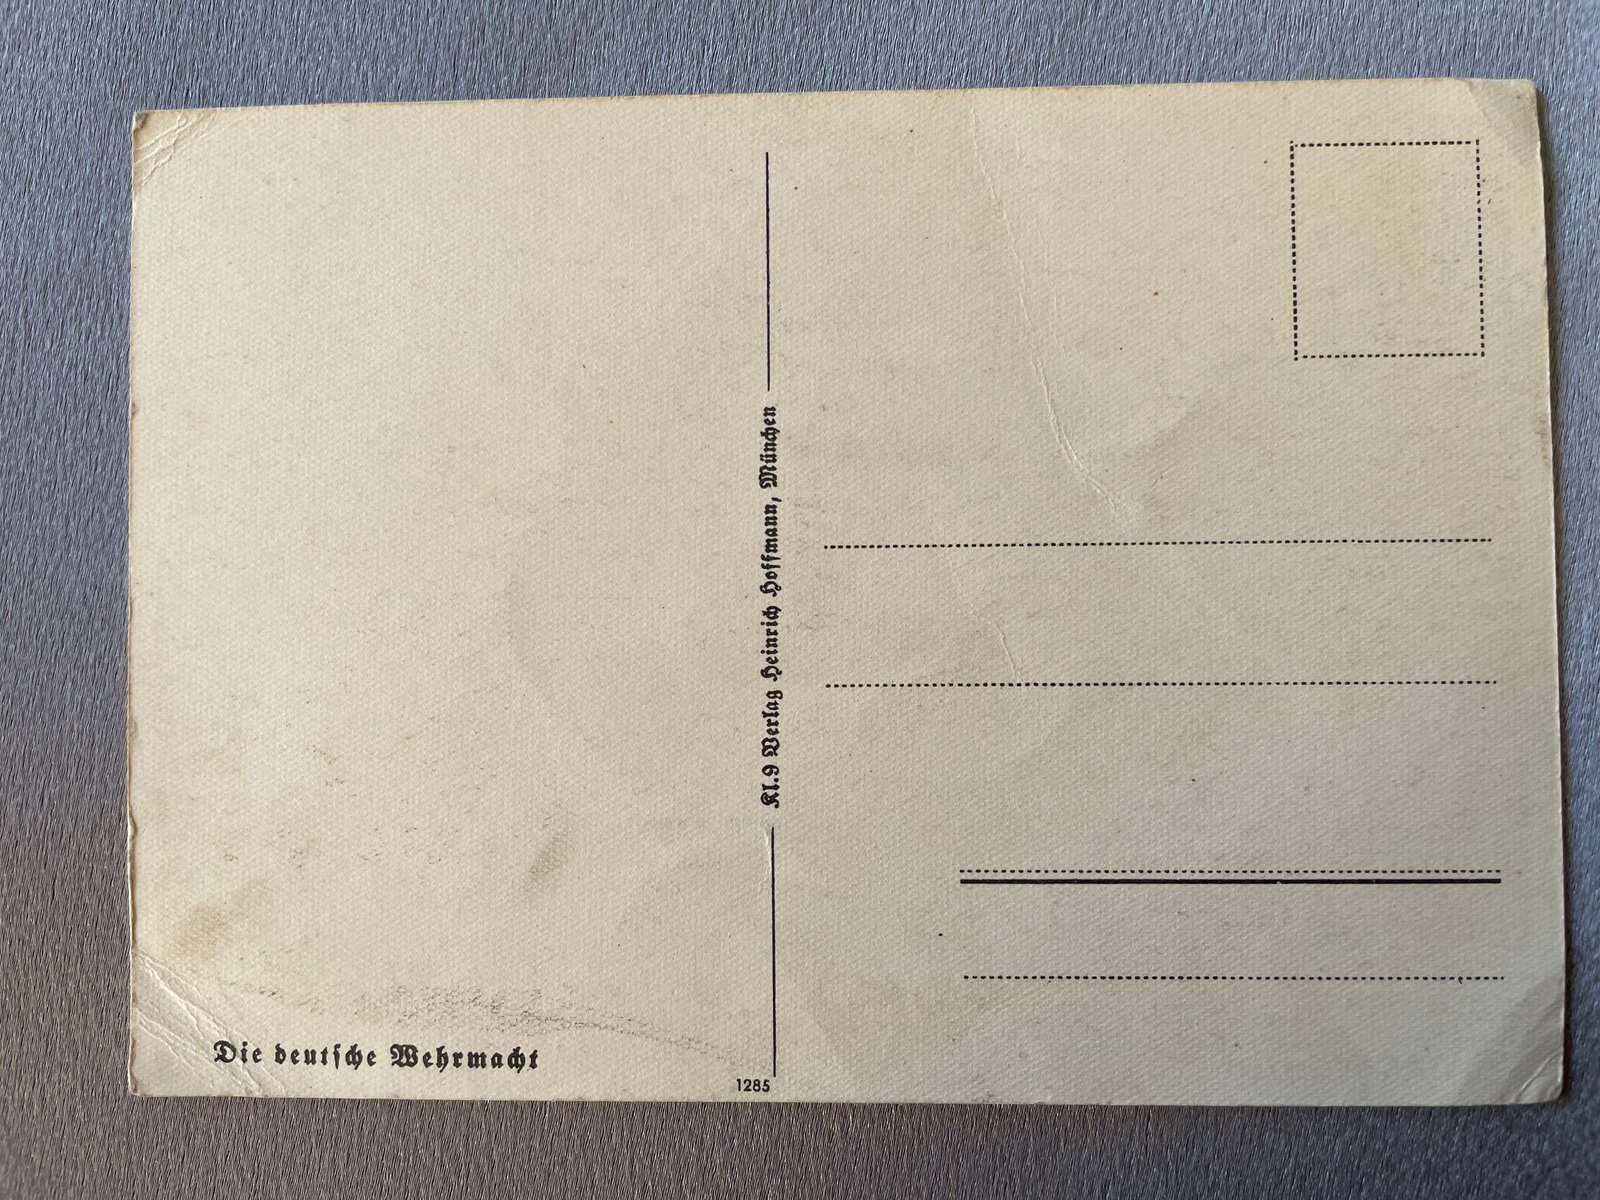 Kl.9 Verlag Heinrich Hoffmann, München
Die deutſche Wehrmacht
1285